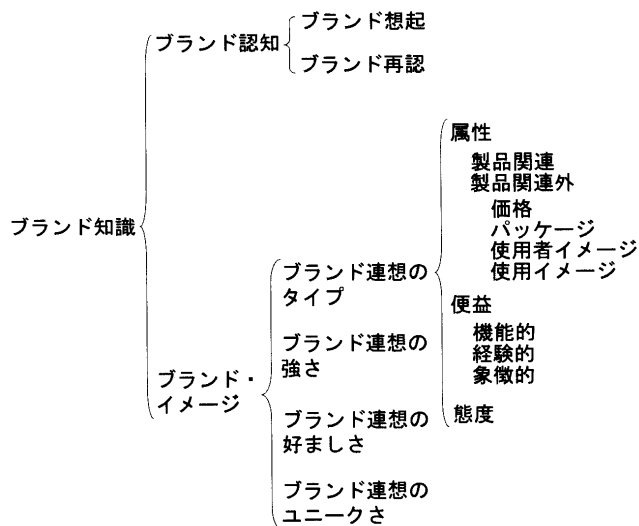 ブランド知識
ブランド認知
ブランド想起
ブランド再認
ブランド・
イメージ
ブランド連想の
タイプ
ブランド連想の
強さ
ブランド連想の
好ましさ
ブランド連想の
ユニークさ
属性
製品関連
製品関連外
価格
パッケージ
使用者イメージ
使用イメージ
便益
機能的
経験的
象徴的
態度